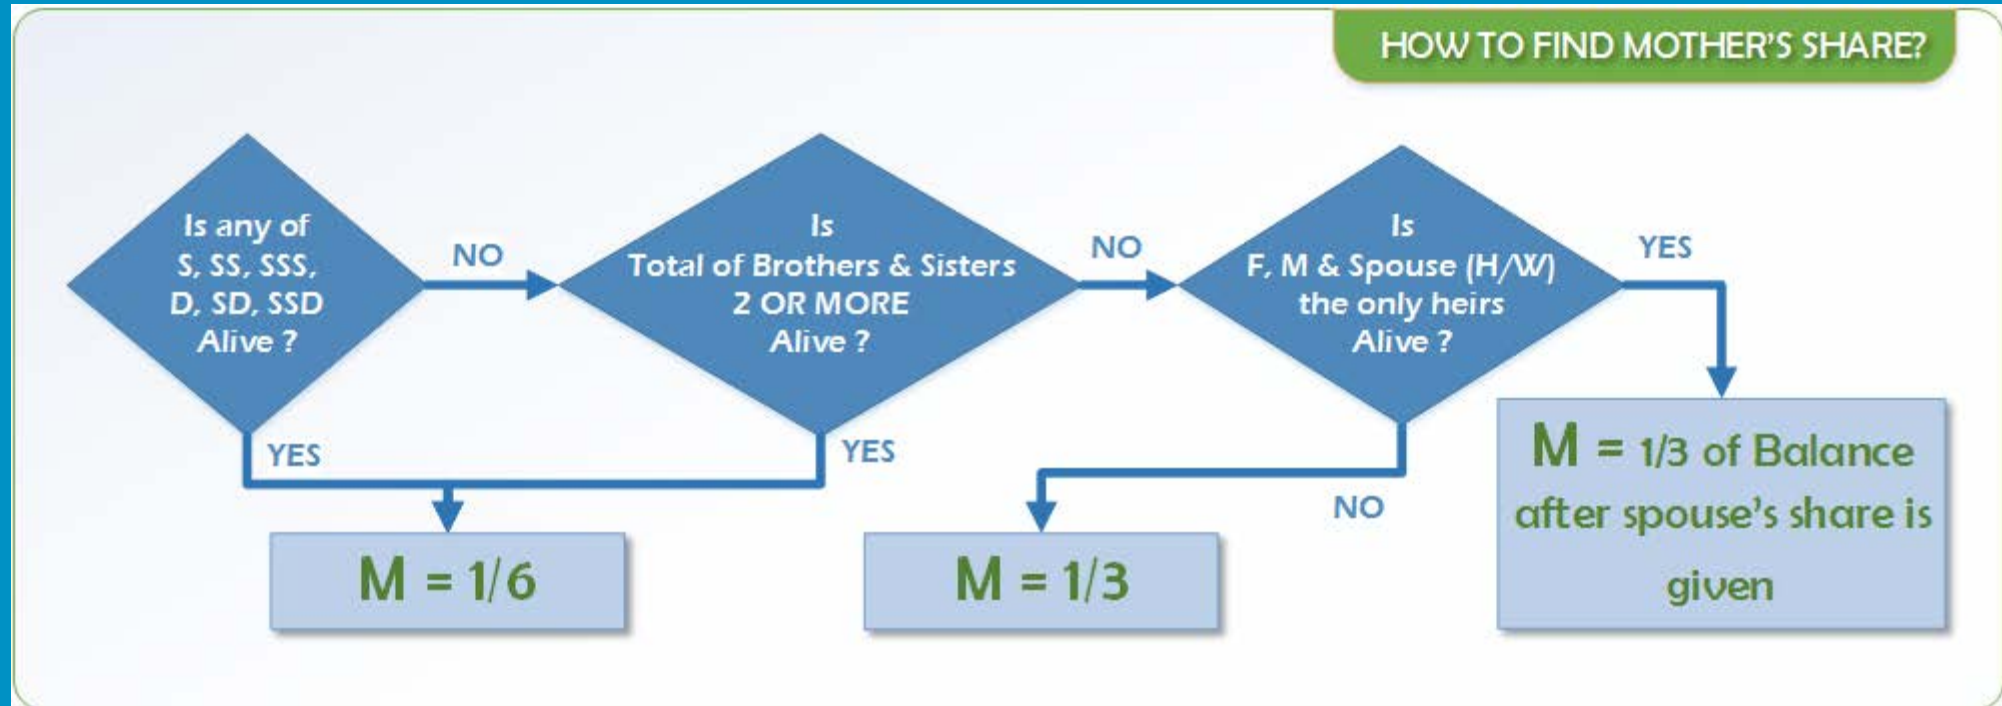 HOW TO FIND MOTHER'S SHARE?
Is any of
S, SS, SSS,
D, SD, SSD
Alive ?
NO
Is
Total of Brothers & Sisters
2 OR MORE
Alive ?
NO
Is
F, M & Spouse (H/W)
the only heirs
Alive ?
YES
YES
YES
NO
M = 1/6
M = 1/3
M = 1/3 of Balance
after spouse's share is
given